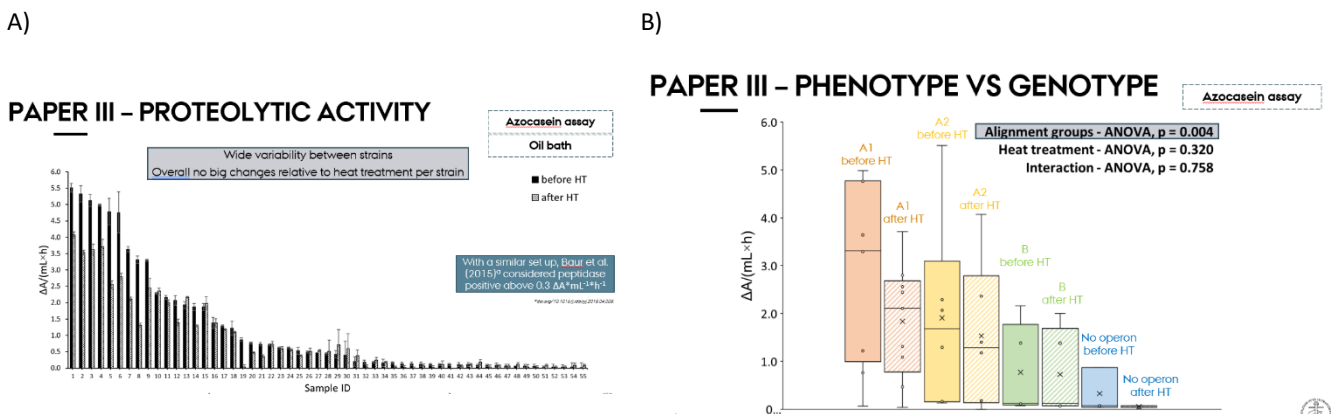 A)
PAPER III – PROTEOLYTIC ACTIVITY
Azocasein assay
Oil bath
Wide variability between strains
Overall no big changes relative to heat treatment per strain
before HT
after HT
With a similar set up, Baur et al.
(2015)ᵃ considered peptidase
positive above 0.3 ΔA*mL⁻¹*h⁻¹
ΔA/(mL×h)
6.0
5.5
5.0
4.5
4.0
3.5
3.0
2.5
2.0
1.5
1.0
0.5
0.0
1 2 3 4 5 6 7 8 9 10 11 12 13 14 15 16 17 18 19 20 21 22 23 24 25 26 27 28 29 30 31 32 33 34 35 36 37 38 39 40 41 42 43 44 45 46 47 48 49 50 51 52 53 54 55
Sample ID
B)
PAPER III – PHENOTYPE VS GENOTYPE
Azocasein assay
Alignment groups - ANOVA, p = 0.004
Heat treatment - ANOVA, p = 0.320
Interaction - ANOVA, p = 0.758
ΔA/(mL×h)
6.0
5.0
4.0
3.0
2.0
1.0
0.0
A1
before HT
A1
after HT
A2
before HT
A2
after HT
B
before HT
B
after HT
No operon
before HT
No operon
after HT